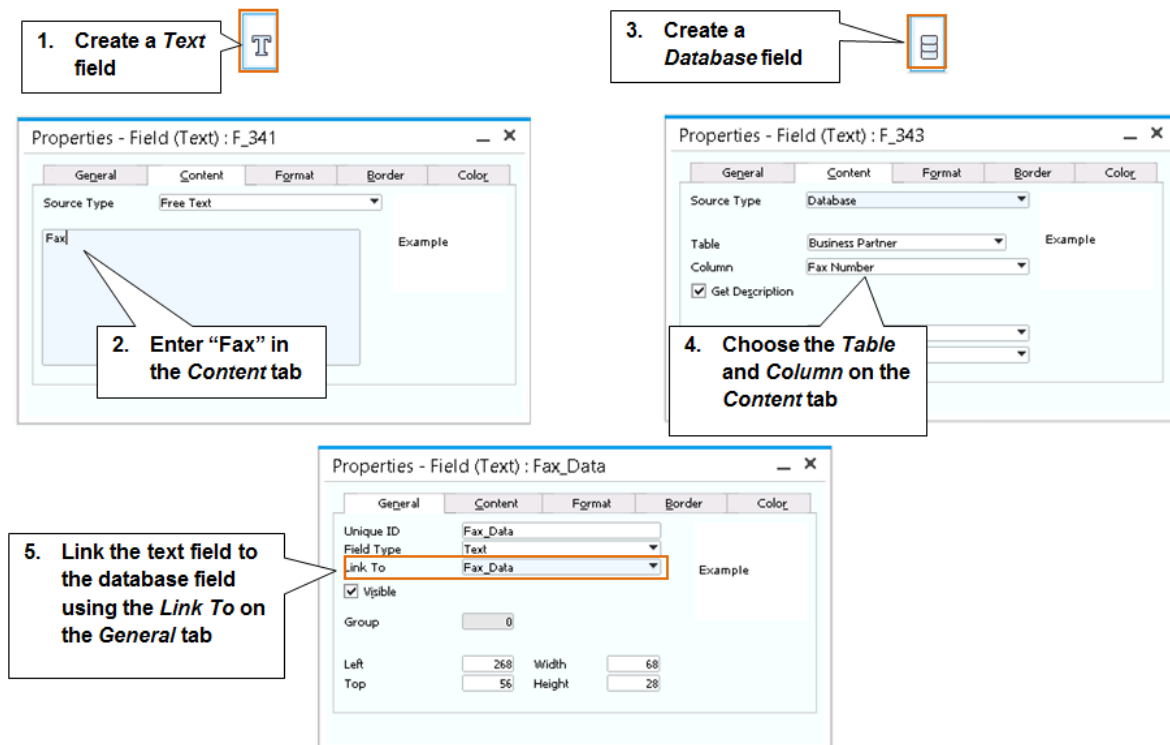 1. Create a Text
field
T
3. Create a
Database field
Properties - Field (Text) : F_341
General Content Format Border Color
Source Type Free Text
Fax
Example
2. Enter “Fax” in
the Content tab
Properties - Field (Text) : F_343
General Content Format Border Color
Source Type Database
Table Business Partner
Example
Column Fax Number
Get Description
4. Choose the Table
and Column on the
Content tab
Properties - Field (Text) : Fax_Data
General Content Format Border Color
Unique ID Fax_Data
Field Type Text
Link To Fax_Data
Example
Visible
Group 0
Left 268 Width 68
Top 56 Height 28
5. Link the text field to
the database field
using the Link To on
the General tab